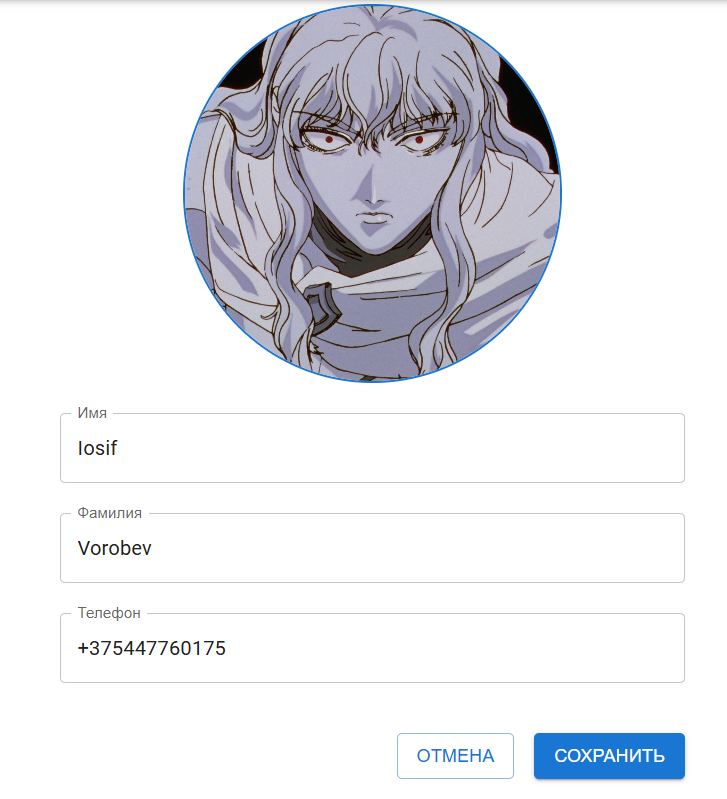 Имя
Iosif
Фамилия
Vorobev
Телефон
+375447760175
ОТМЕНА СОХРАНИТЬ